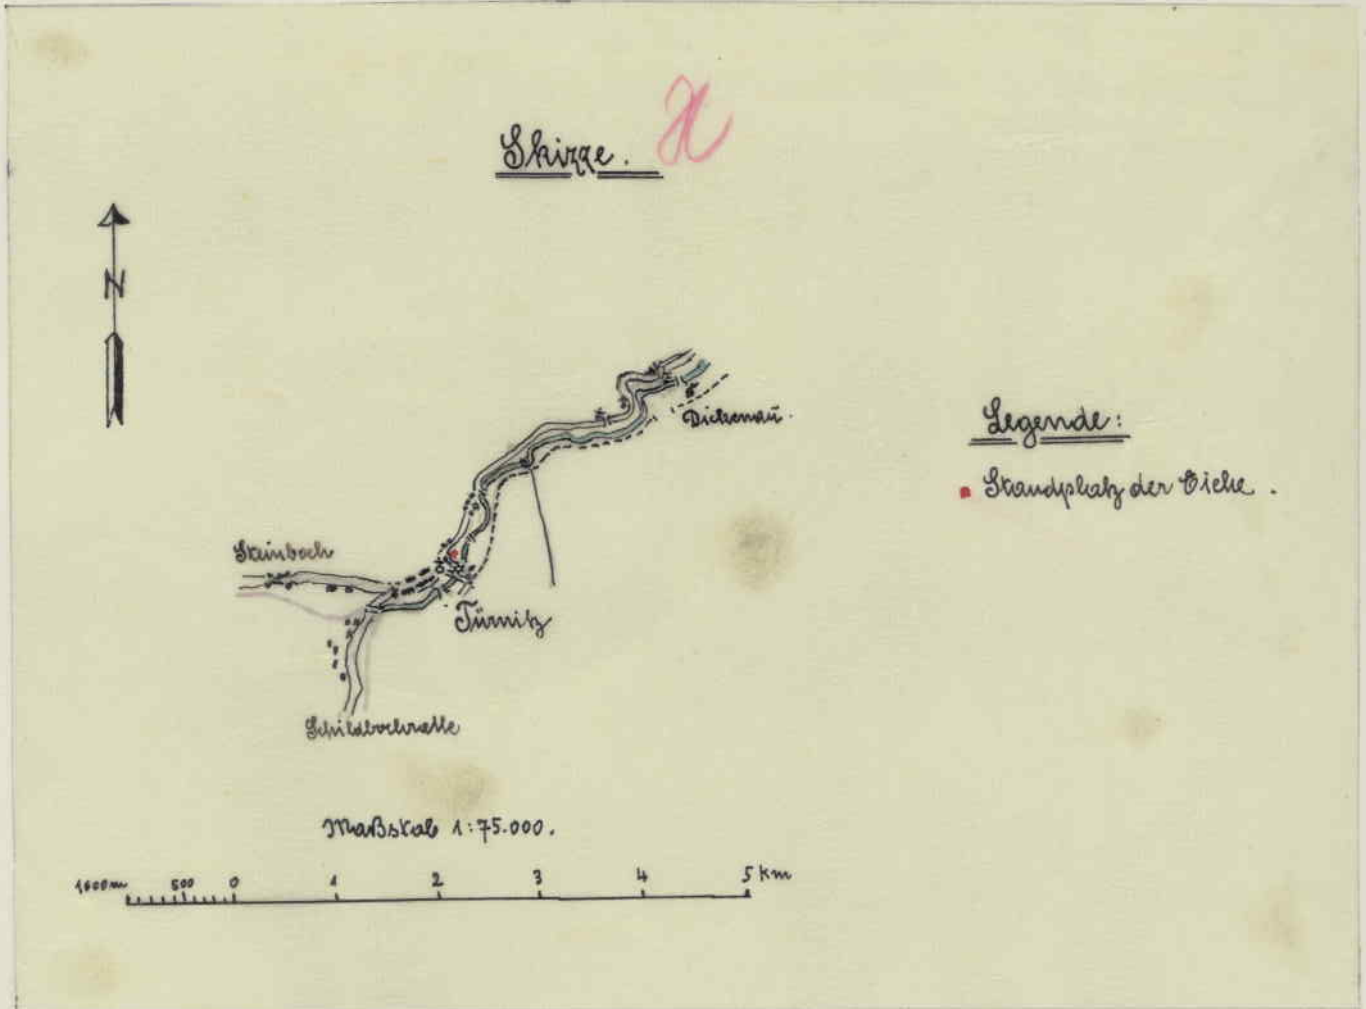 Skizze.
N
Dickenau.
Legende:
Standplatz der Eiche.
Steinbach
Türnitz
Maßstab 1:75.000.
1000m 500 0 1 2 3 4 5 km